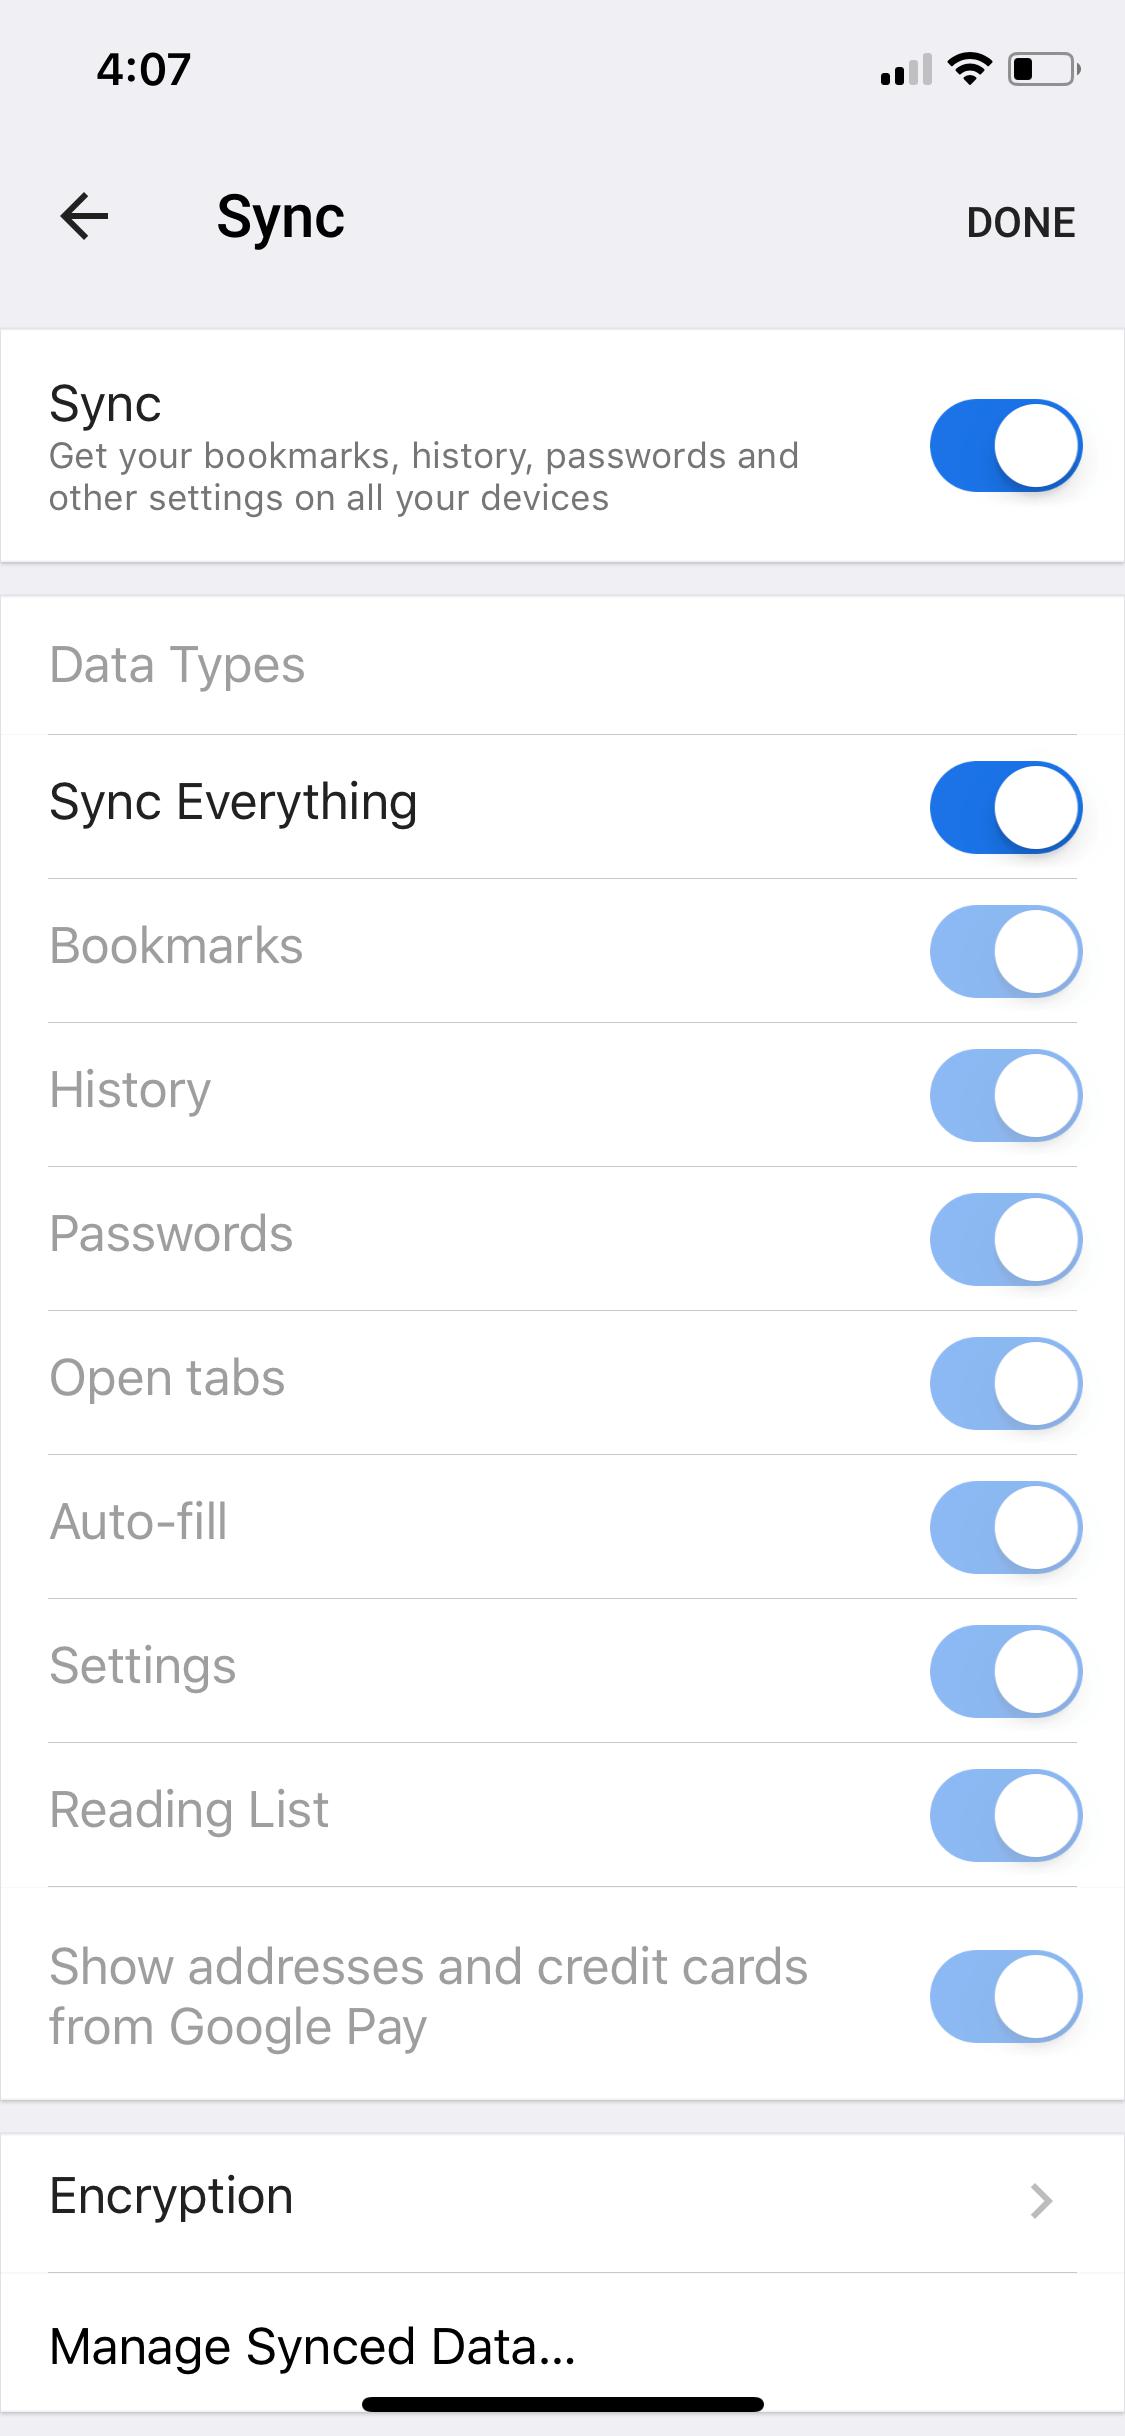 4:07
Sync
DONE
Sync
Get your bookmarks, history, passwords and
other settings on all your devices
Data Types
Sync Everything
Bookmarks
History
Passwords
Open tabs
Auto-fill
Settings
Reading List
Show addresses and credit cards
from Google Pay
Encryption
Manage Synced Data...